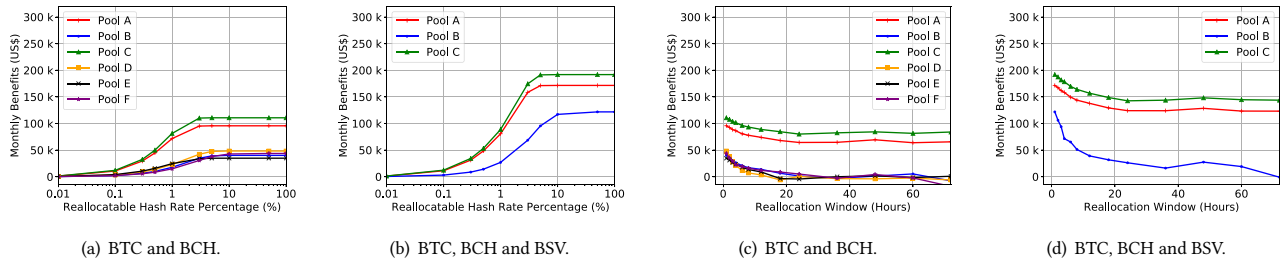 300 k
250 k
200 k
150 k
100 k
50 k
0
Monthly Benefits (US$)
Pool A
Pool B
Pool C
Pool D
Pool E
Pool F
0.01
0.1
1
10
100
Reallocatable Hash Rate Percentage (%)
(a) BTC and BCH.
300 k
250 k
200 k
150 k
100 k
50 k
0
Monthly Benefits (US$)
Pool A
Pool B
Pool C
0.01
0.1
1
10
100
Reallocatable Hash Rate Percentage (%)
(b) BTC, BCH and BSV.
300 k
250 k
200 k
150 k
100 k
50 k
0
Monthly Benefits (US$)
Pool A
Pool B
Pool C
Pool D
Pool E
Pool F
0
20
40
60
Reallocation Window (Hours)
(c) BTC and BCH.
300 k
250 k
200 k
150 k
100 k
50 k
0
Monthly Benefits (US$)
Pool A
Pool B
Pool C
0
20
40
60
Reallocation Window (Hours)
(d) BTC, BCH and BSV.